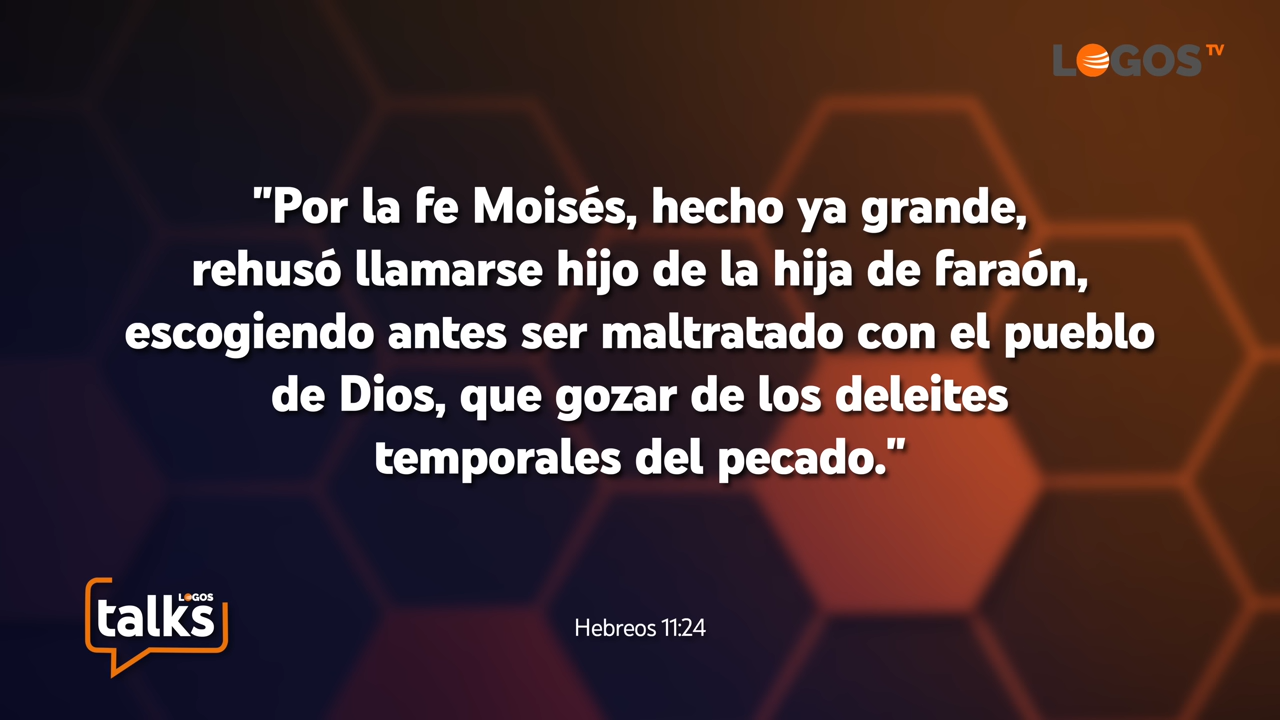 LOGOS TV
"Por la fe Moisés, hecho ya grande,
rehusó llamarse hijo de la hija de faraón,
escogiendo antes ser maltratado con el pueblo
de Dios, que gozar de los deleites
temporales del pecado."
LOGOS
talks
Hebreos 11:24